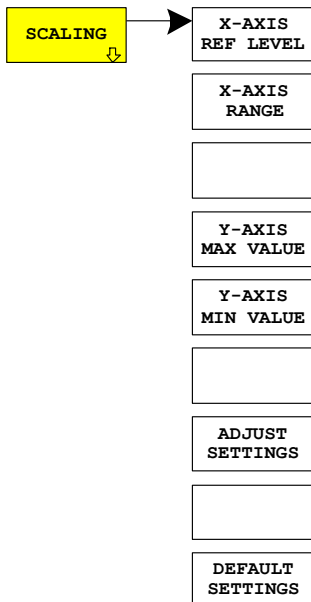 SCALING
X-AXIS
REF LEVEL
X-AXIS
RANGE
Y-AXIS
MAX VALUE
Y-AXIS
MIN VALUE
ADJUST
SETTINGS
DEFAULT
SETTINGS